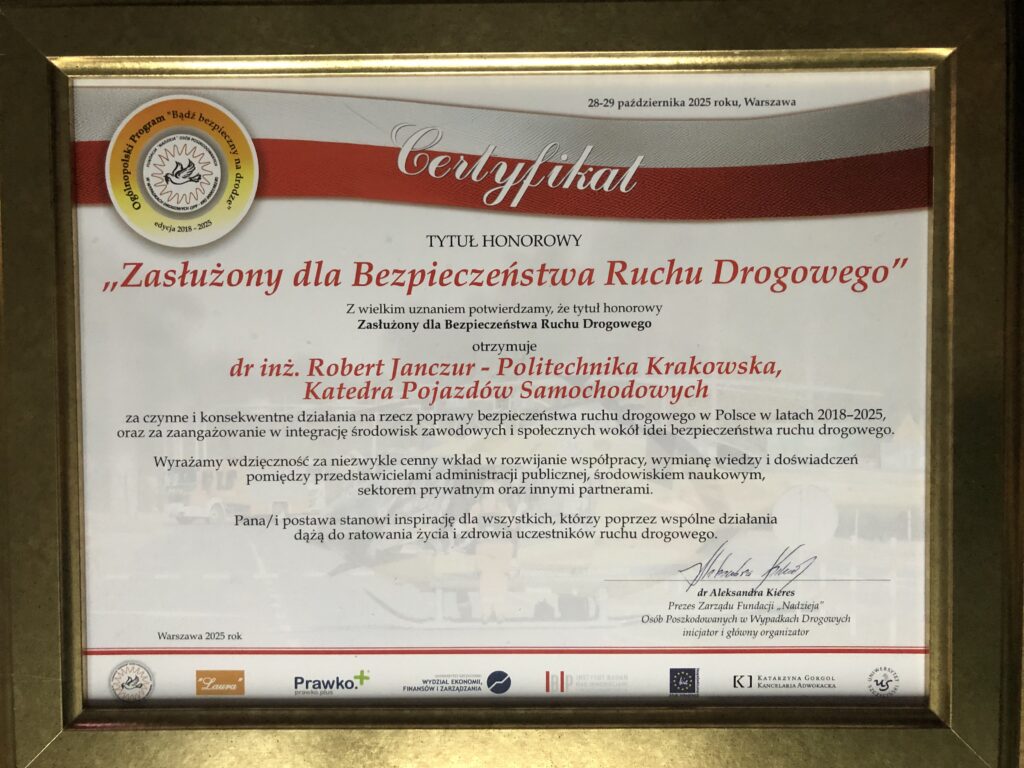 28-29 października 2025 roku, Warszawa
Ogólnopolski Program "Bądź bezpieczny na drodze"
edycja 2018 - 2025
Certyfikat
TYTUŁ HONOROWY
„Zasłużony dla Bezpieczeństwa Ruchu Drogowego”
Z wielkim uznaniem potwierdzamy, że tytuł honorowy
Zasłużony dla Bezpieczeństwa Ruchu Drogowego
otrzymuje
dr inż. Robert Janczur - Politechnika Krakowska,
Katedra Pojazdów Samochodowych
za czynne i konsekwentne działania na rzecz poprawy bezpieczeństwa ruchu drogowego w Polsce w latach 2018–2025,
oraz za zaangażowanie w integrację środowisk zawodowych i społecznych wokół idei bezpieczeństwa ruchu drogowego.
Wyrażamy wdzięczność za niezwykle cenny wkład w rozwijanie współpracy, wymianę wiedzy i doświadczeń
pomiędzy przedstawicielami administracji publicznej, środowiskiem naukowym,
sektorem prywatnym oraz innymi partnerami.
Pana/i postawa stanowi inspirację dla wszystkich, którzy poprzez wspólne działania
dążą do ratowania życia i zdrowia uczestników ruchu drogowego.
dr Aleksandra Kieres
Prezes Zarządu Fundacji „Nadzieja”
Osób Poszkodowanych w Wypadkach Drogowych
inicjator i główny organizator
Warszawa 2025 rok
"Laura"
Prawko.+
prawko.plus
WYDZIAŁ EKONOMII,
FINANSÓW I ZARZĄDZANIA
KATARZYNA GORGOL
KANCELARIA ADWOKACKA